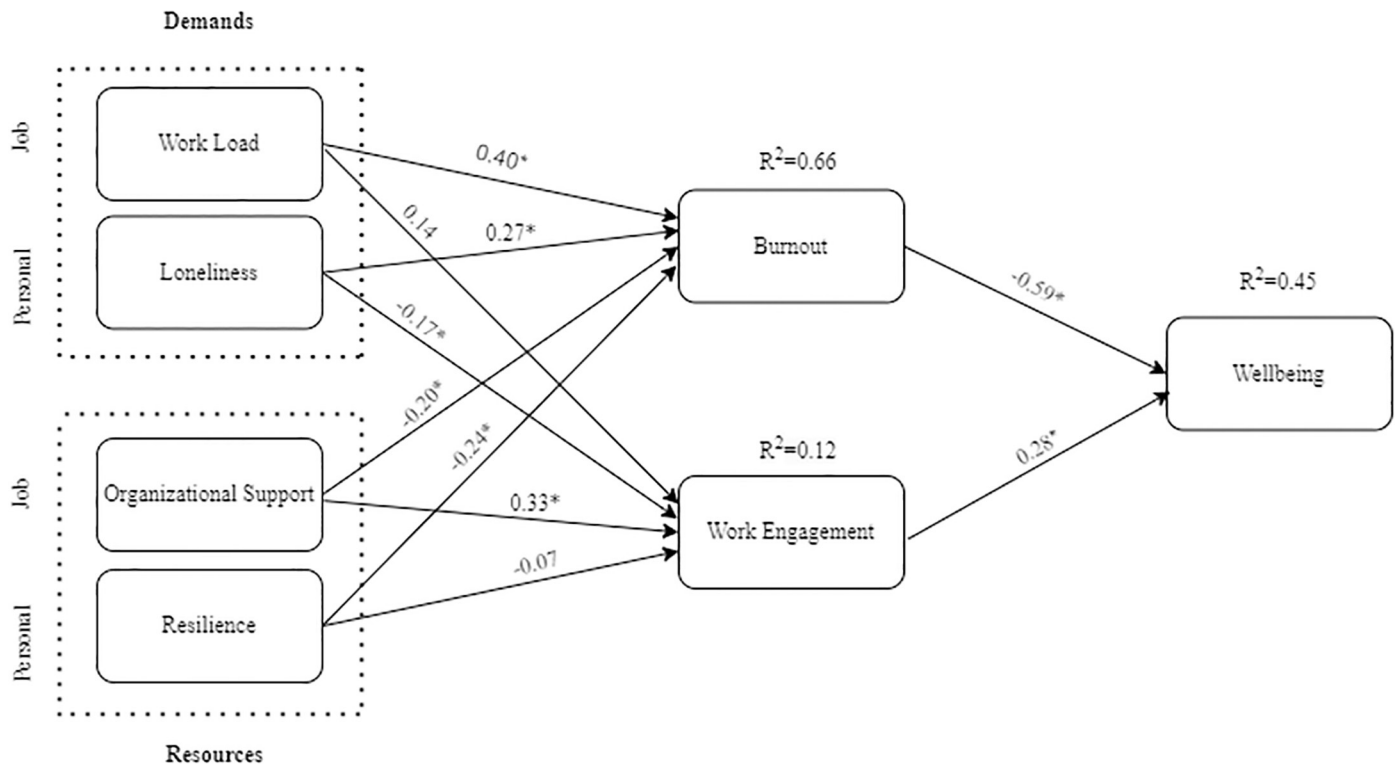 Demands
Job
Work Load
Personal
Loneliness
0.40*
0.14
0.27*
-0.17*
-0.20*
-0.24*
0.33*
-0.07
Job
Organizational Support
Personal
Resilience
Resources
R²=0.66
Burnout
R²=0.12
Work Engagement
-0.59*
0.28*
R²=0.45
Wellbeing